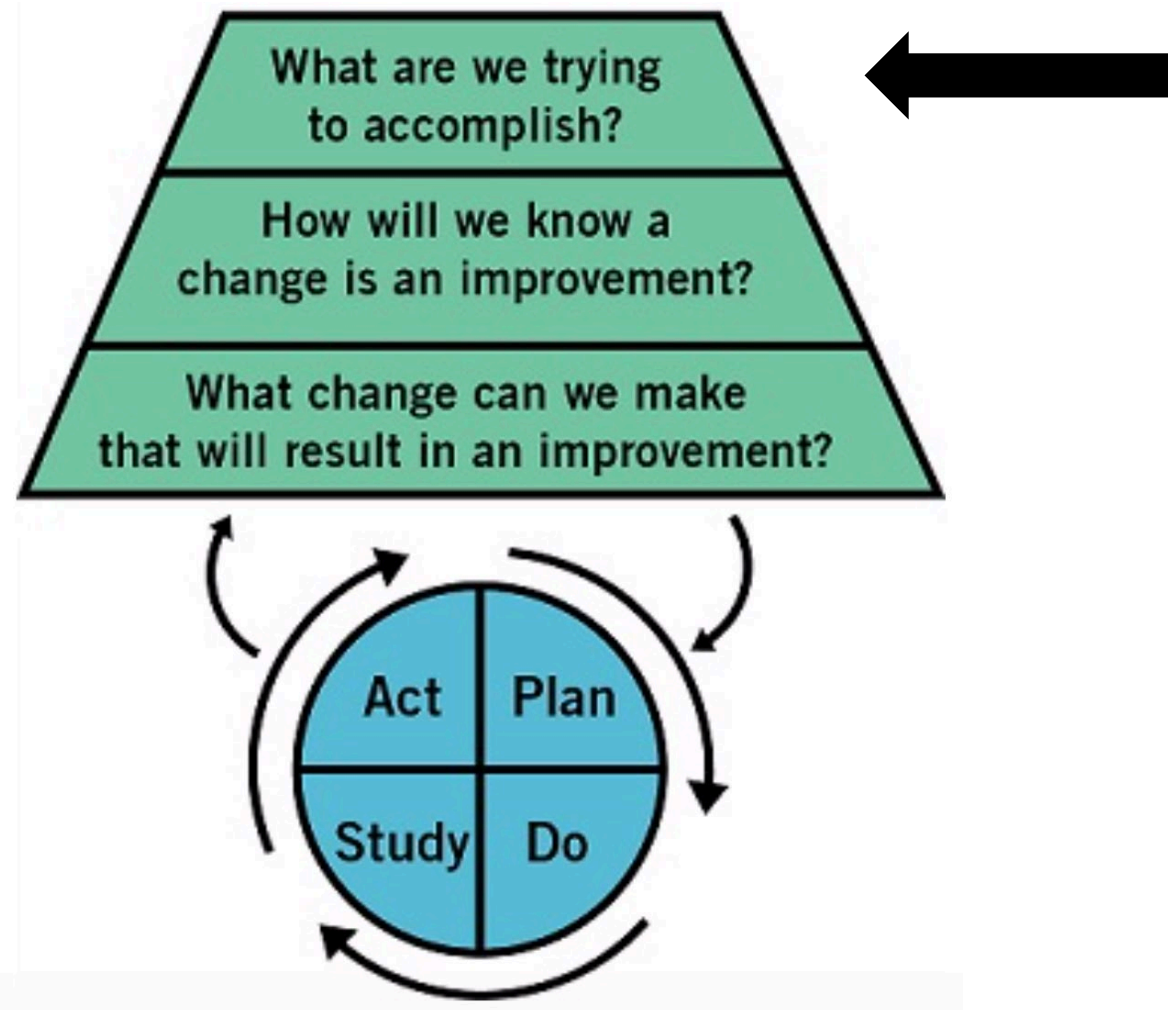 What are we trying
to accomplish?
How will we know a
change is an improvement?
What change can we make
that will result in an improvement?
Act
Plan
Study
Do